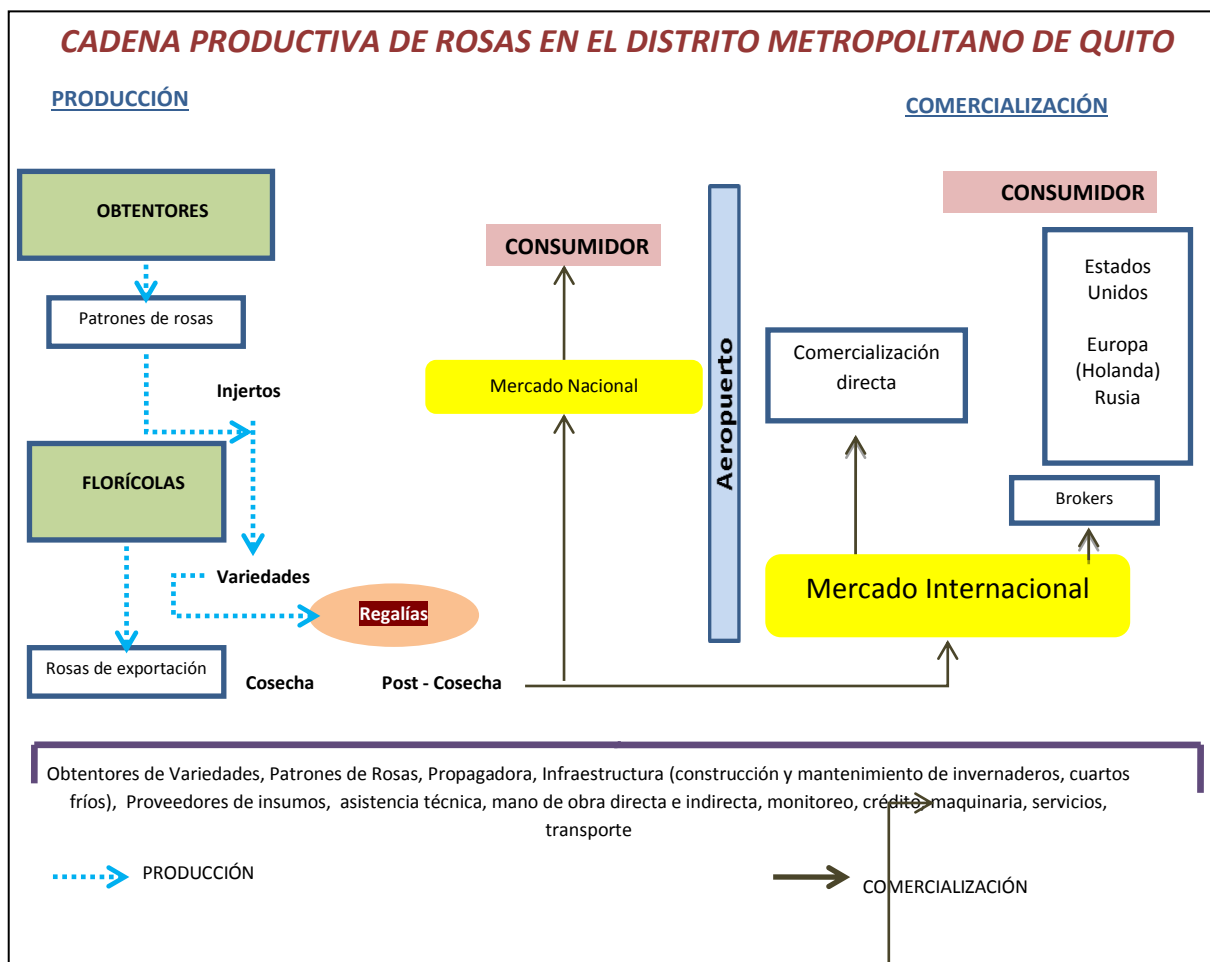 CADENA PRODUCTIVA DE ROSAS EN EL DISTRITO METROPOLITANO DE QUITO
PRODUCCIÓN
COMERCIALIZACIÓN
OBTENTORES
Patrones de rosas
Injertos
FLORÍCOLAS
Variedades
Regalías
Rosas de exportación
Cosecha
Post - Cosecha
CONSUMIDOR
Mercado Nacional
Aeropuerto
CONSUMIDOR
Estados
Unidos
Europa
(Holanda)
Rusia
Comercialización
directa
Brokers
Mercado Internacional
Obtentores de Variedades, Patrones de Rosas, Propagadora, Infraestructura (construcción y mantenimiento de invernaderos, cuartos
fríos), Proveedores de insumos, asistencia técnica, mano de obra directa e indirecta, monitoreo, crédito, maquinaria, servicios,
transporte
PRODUCCIÓN
COMERCIALIZACIÓN